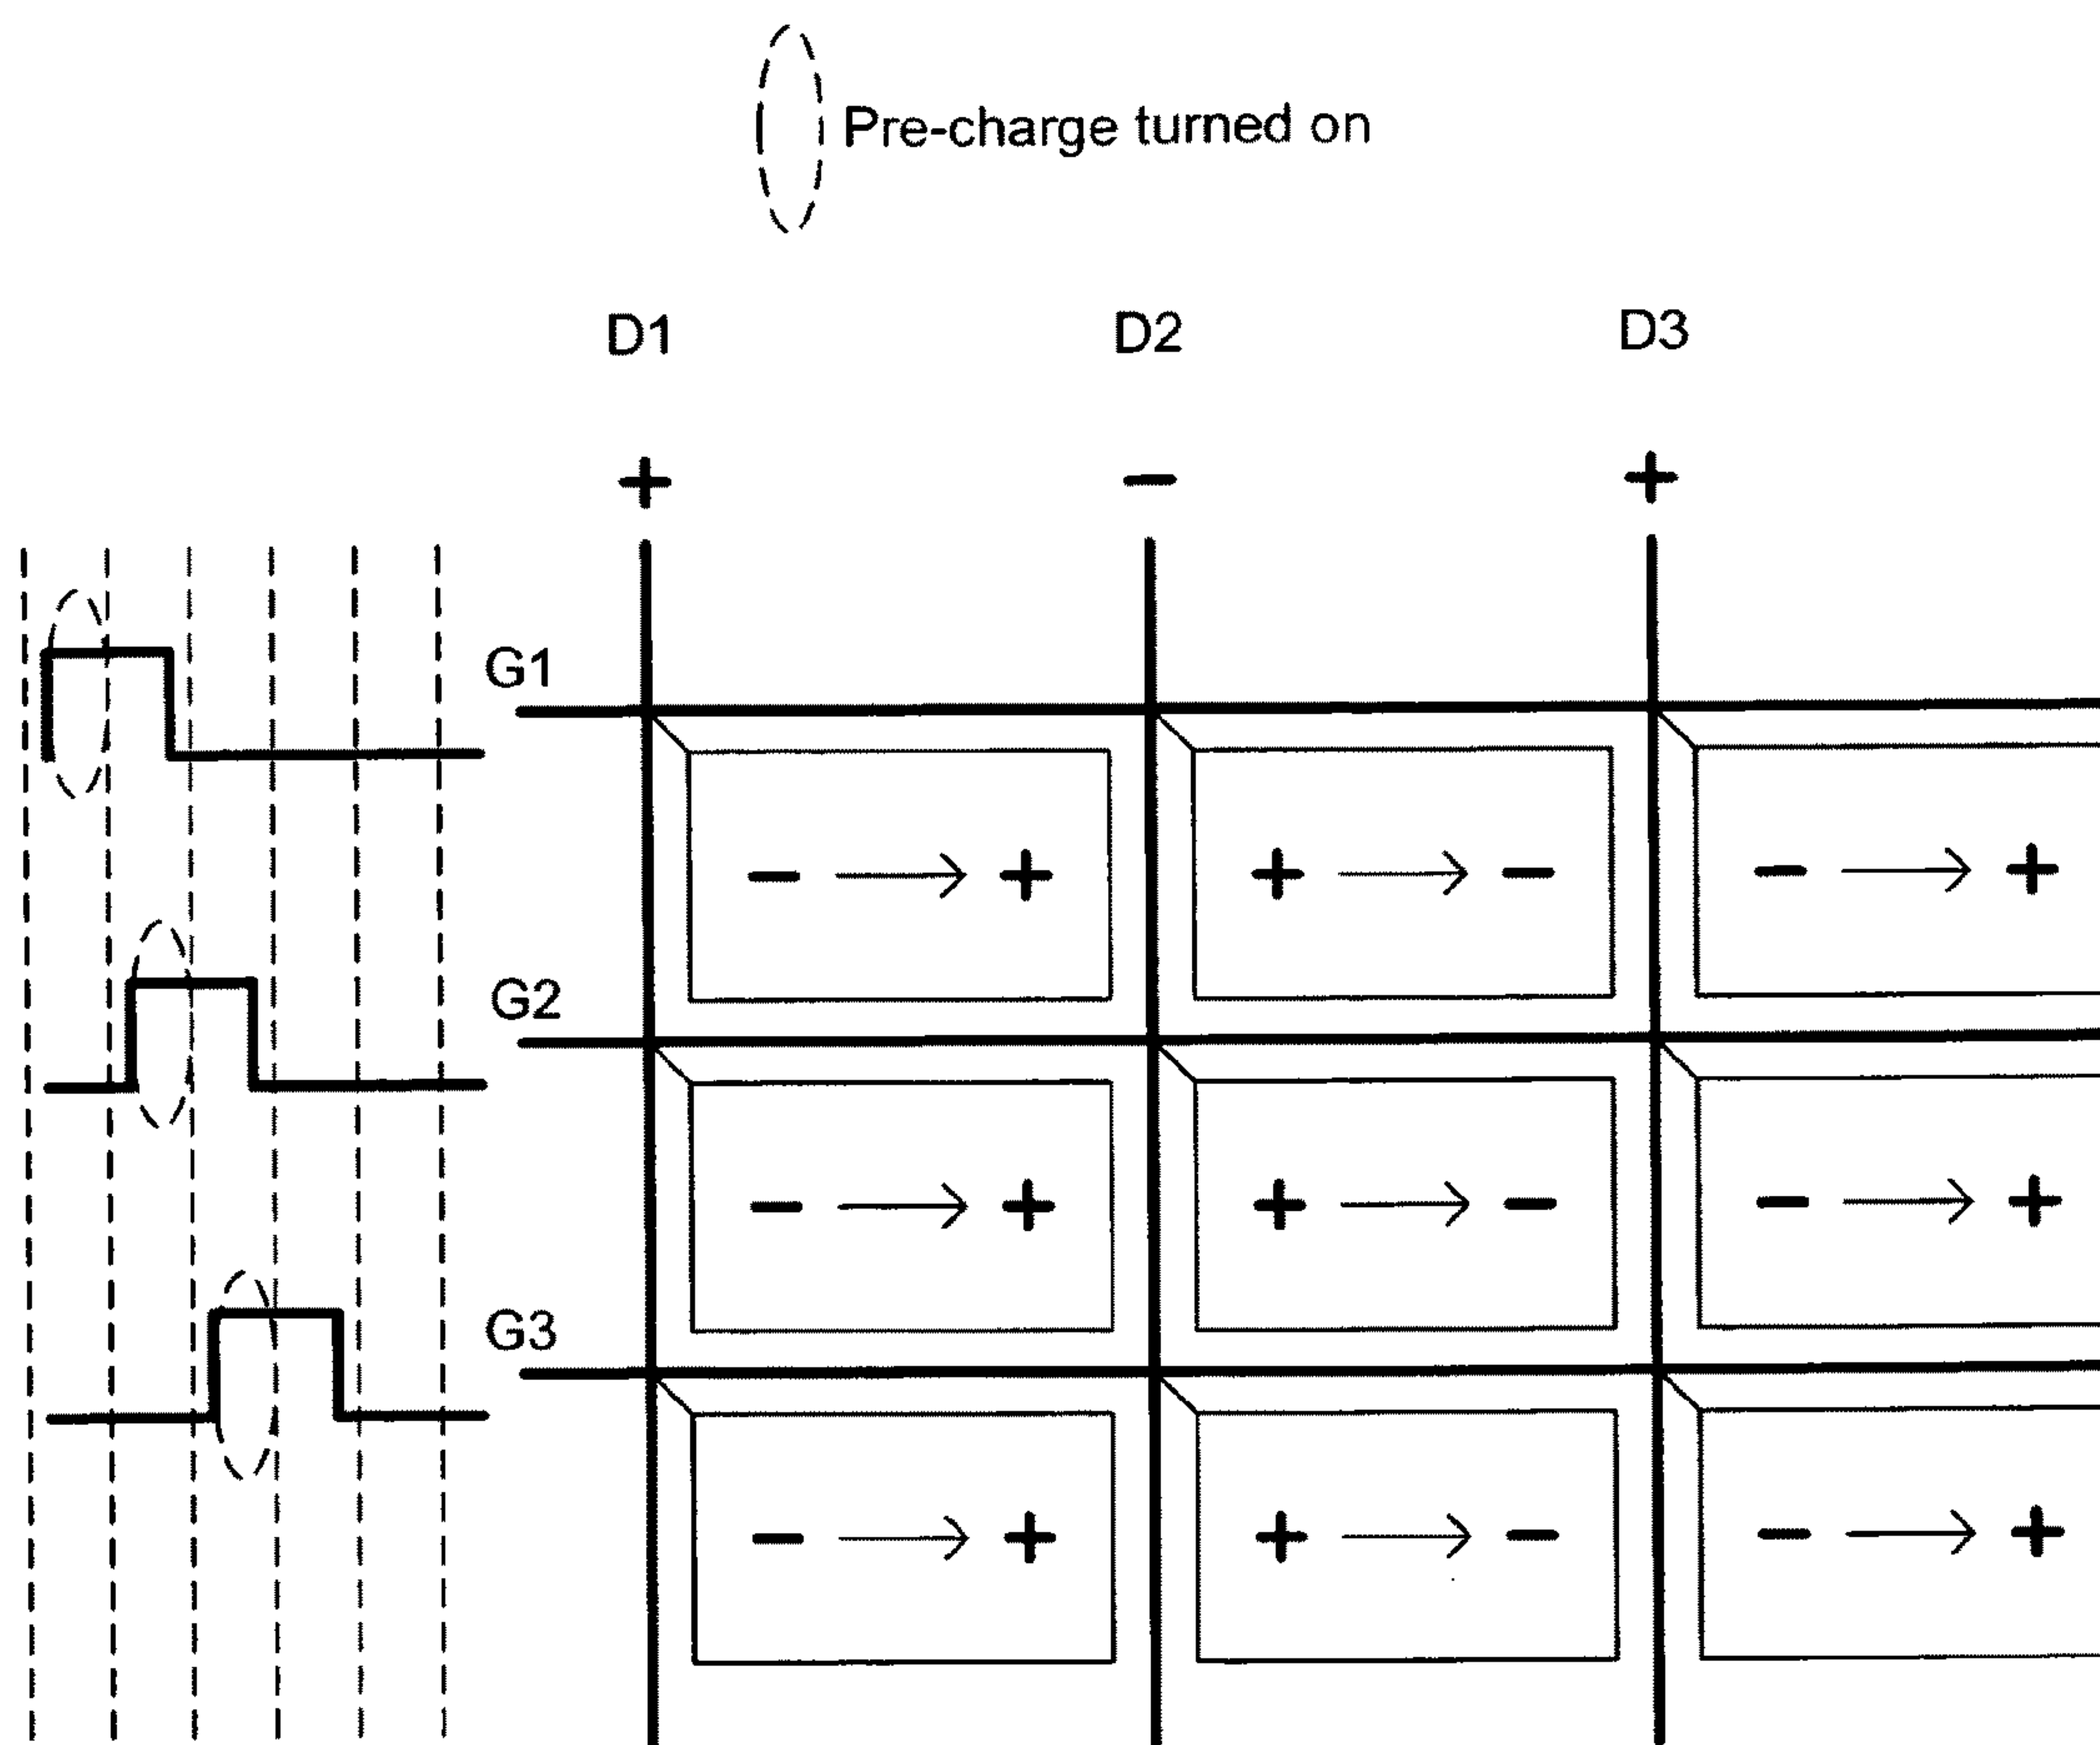 Pre-charge turned on
D1 D2 D3
+ − +
G1
− → + + → − − → +
G2
− → + + → − − → +
G3
− → + + → − − → +